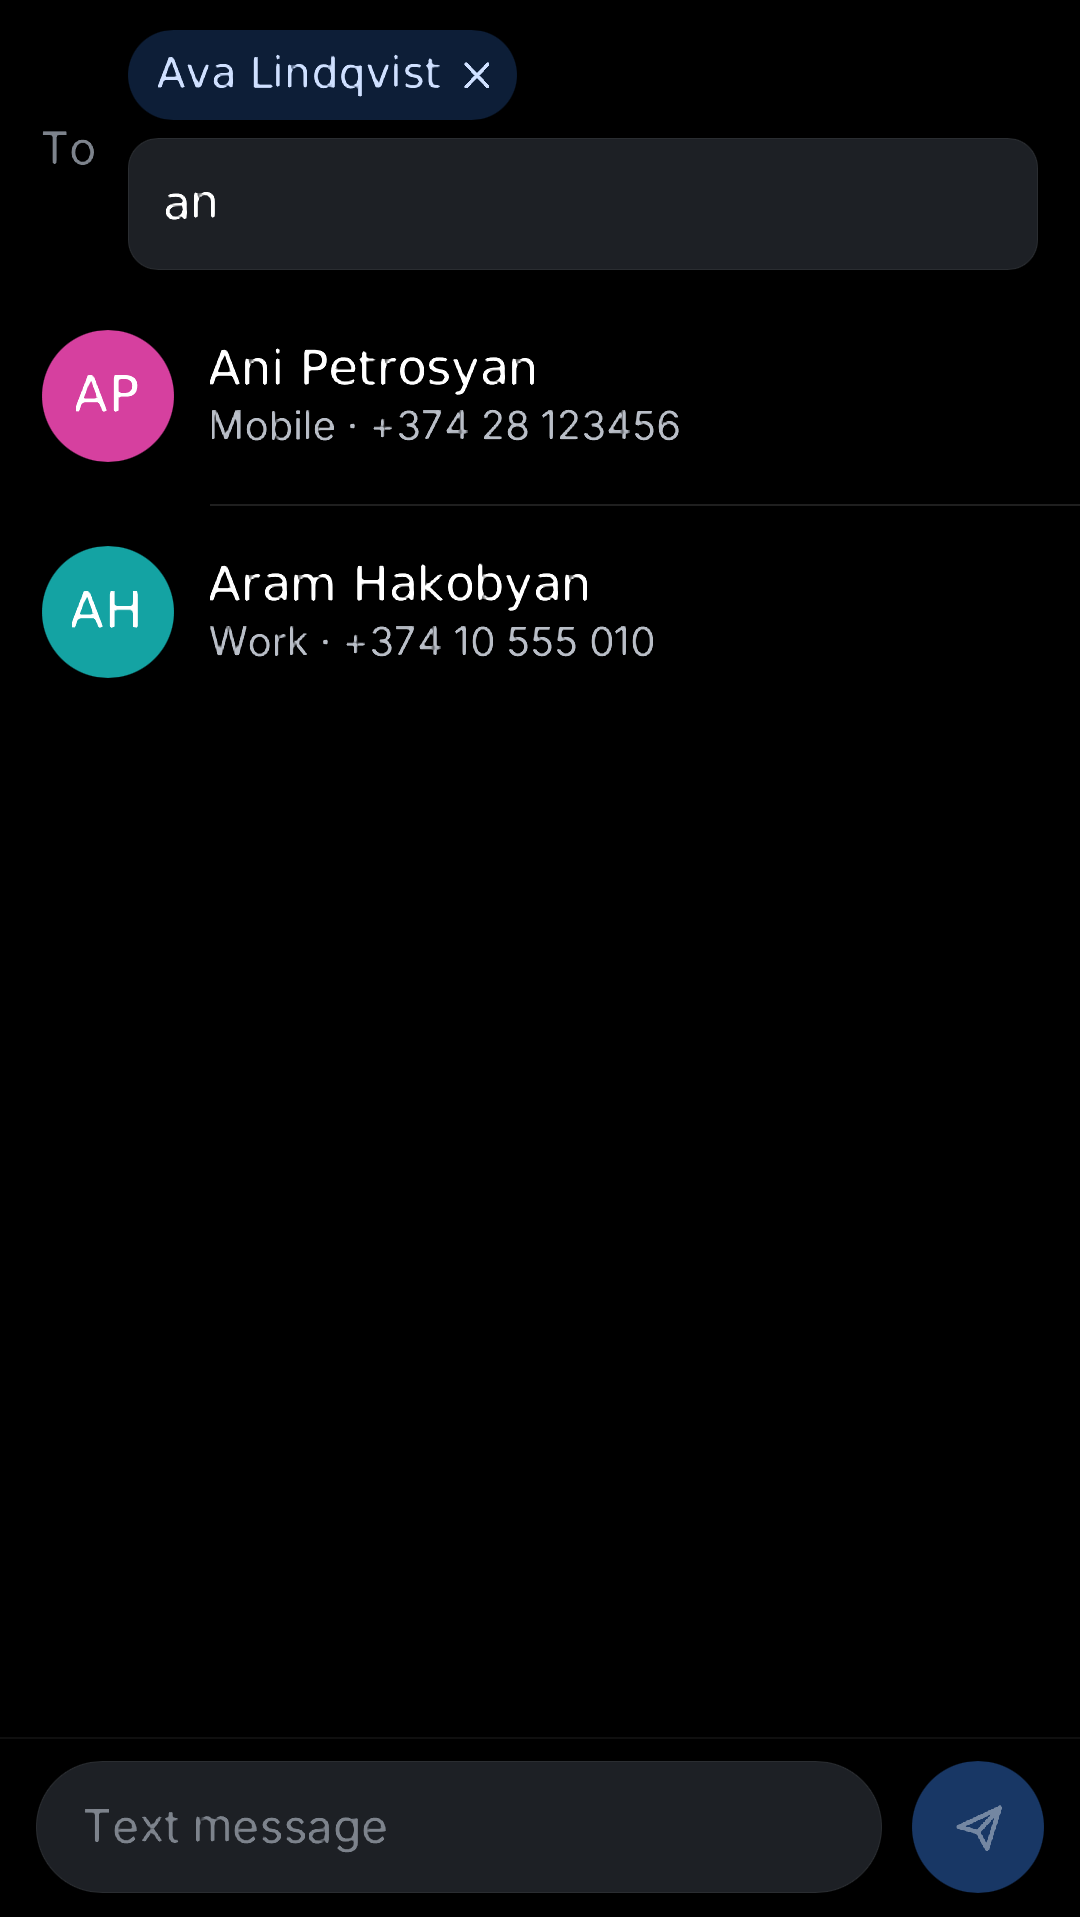 Ava Lindqvist
To
an
AP
Ani Petrosyan
Mobile · +374 28 123456
AH
Aram Hakobyan
Work · +374 10 555 010
Text message